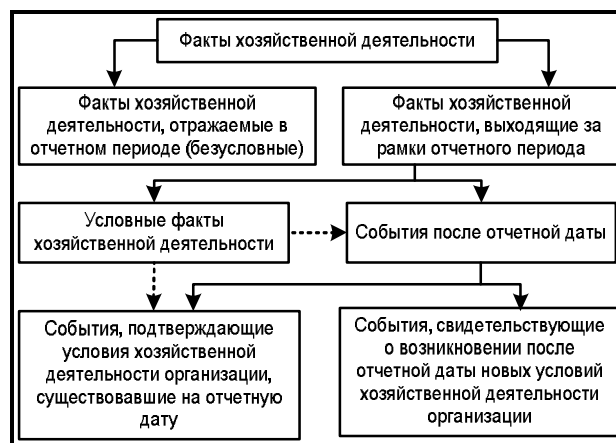 Факты хозяйственной деятельности
Факты хозяйственной
деятельности, отражаемые в
отчетном периоде (безусловные)
Факты хозяйственной
деятельности, выходящие за
рамки отчетного периода
Условные факты
хозяйственной деятельности
События после отчетной даты
События, подтверждающие
условия хозяйственной
деятельности организации,
существовавшие на отчетную
дату
События, свидетельствующие
о возникновении после
отчетной даты новых условий
хозяйственной деятельности
организации